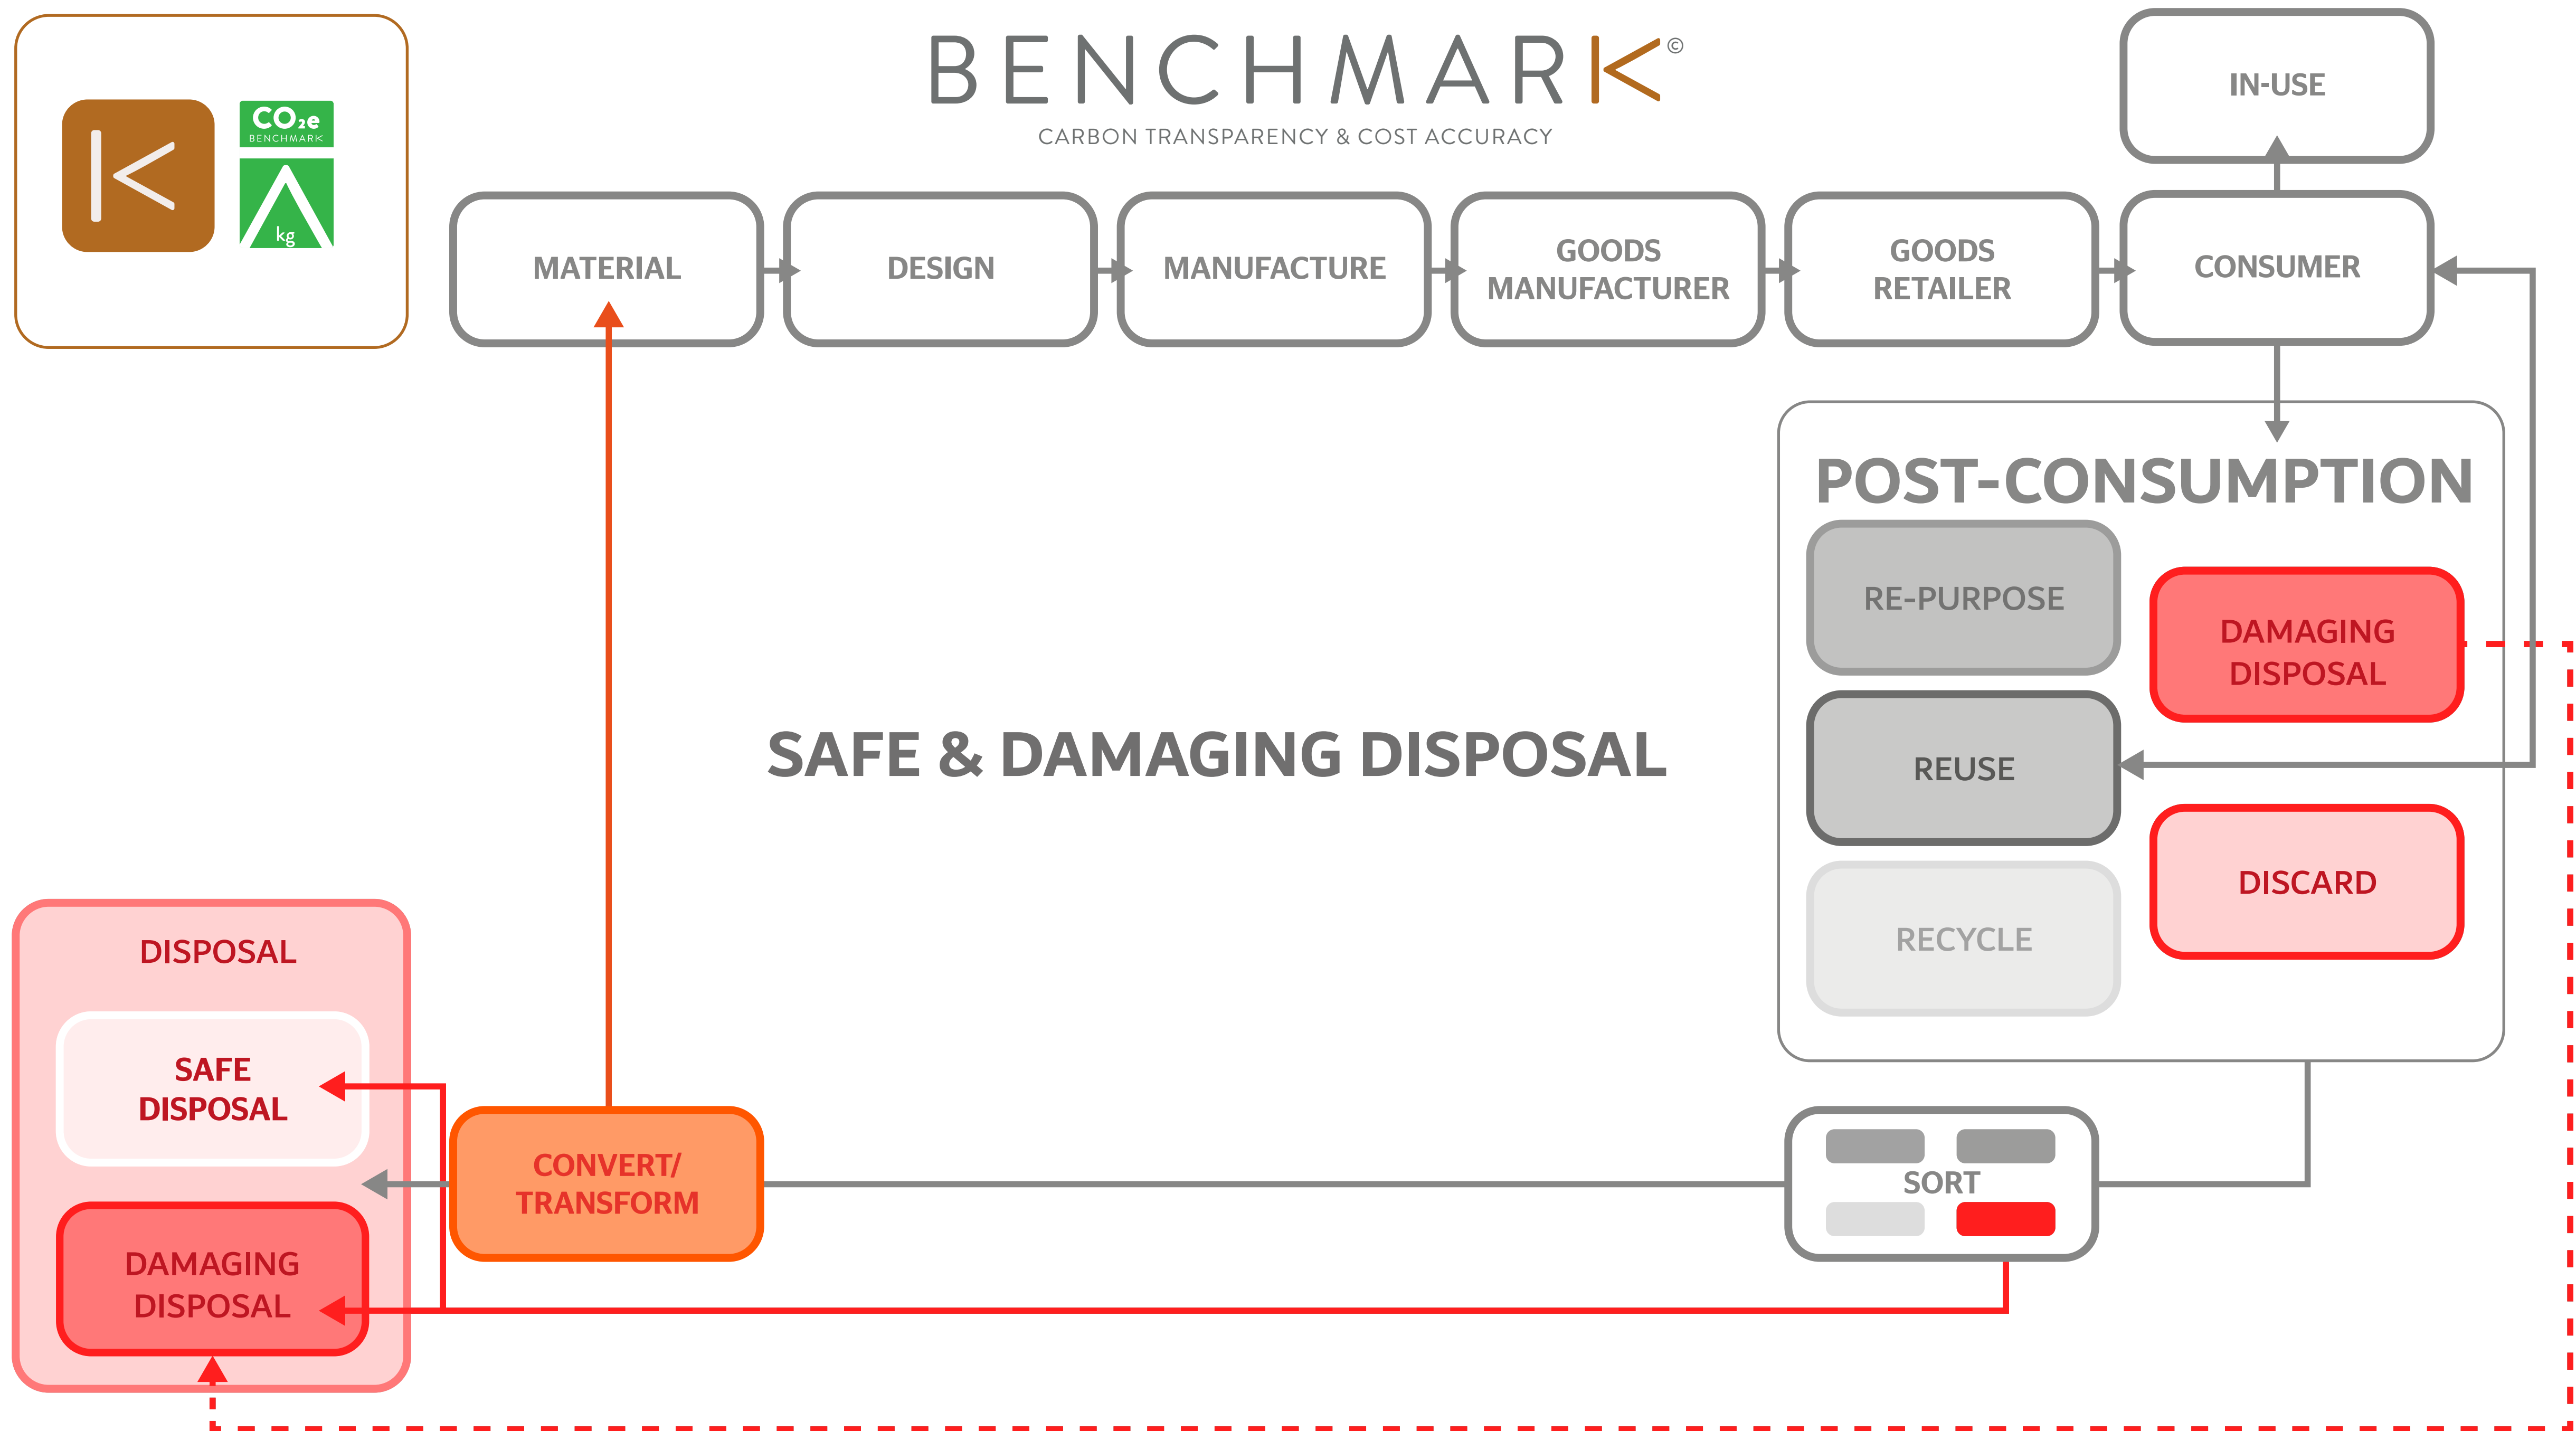 BENCHMARK©
CARBON TRANSPARENCY & COST ACCURACY
K
CO₂e
BENCHMARK
kg
IN-USE
MATERIAL
DESIGN
MANUFACTURE
GOODS
MANUFACTURER
GOODS
RETAILER
CONSUMER
POST-CONSUMPTION
RE-PURPOSE
DAMAGING
DISPOSAL
REUSE
DISCARD
RECYCLE
SAFE & DAMAGING DISPOSAL
DISPOSAL
SAFE
DISPOSAL
DAMAGING
DISPOSAL
CONVERT/
TRANSFORM
SORT